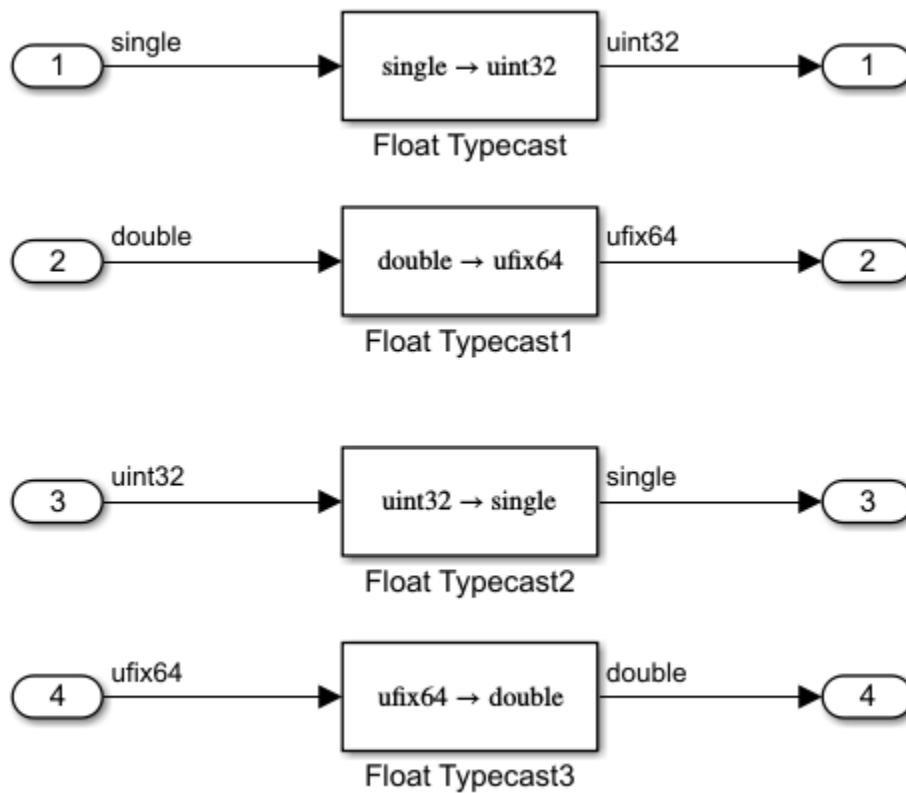 single
uint32
1
single → uint32
1
Float Typecast
double
ufix64
2
double → ufix64
2
Float Typecast1
uint32
single
3
uint32 → single
3
Float Typecast2
ufix64
double
4
ufix64 → double
4
Float Typecast3